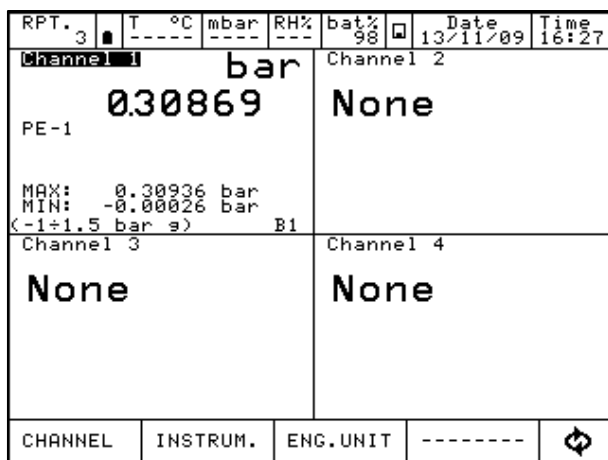 RPT. 3 T °C ----- mbar ---- RH% --- bat% 98 Date 13/11/09 Time 16:27
Channel 1 bar
0.30869
PE-1
MAX: 0.30936 bar
MIN: -0.00026 bar
(-1÷1.5 bar g) B1
Channel 2
None
Channel 3
None
Channel 4
None
CHANNEL INSTRUM. ENG.UNIT --------